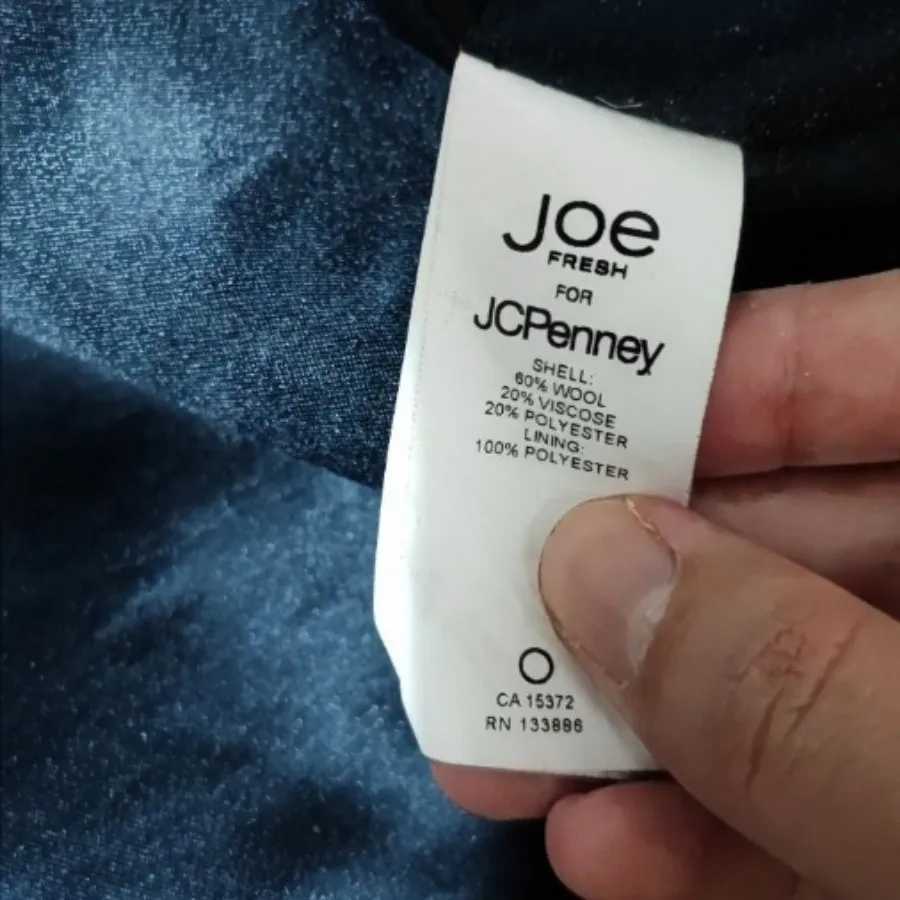 Joe
FRESH
FOR
JCPenney
SHELL:
60% WOOL
20% VISCOSE
20% POLYESTER
LINING:
100% POLYESTER
CA 15372
RN 133886